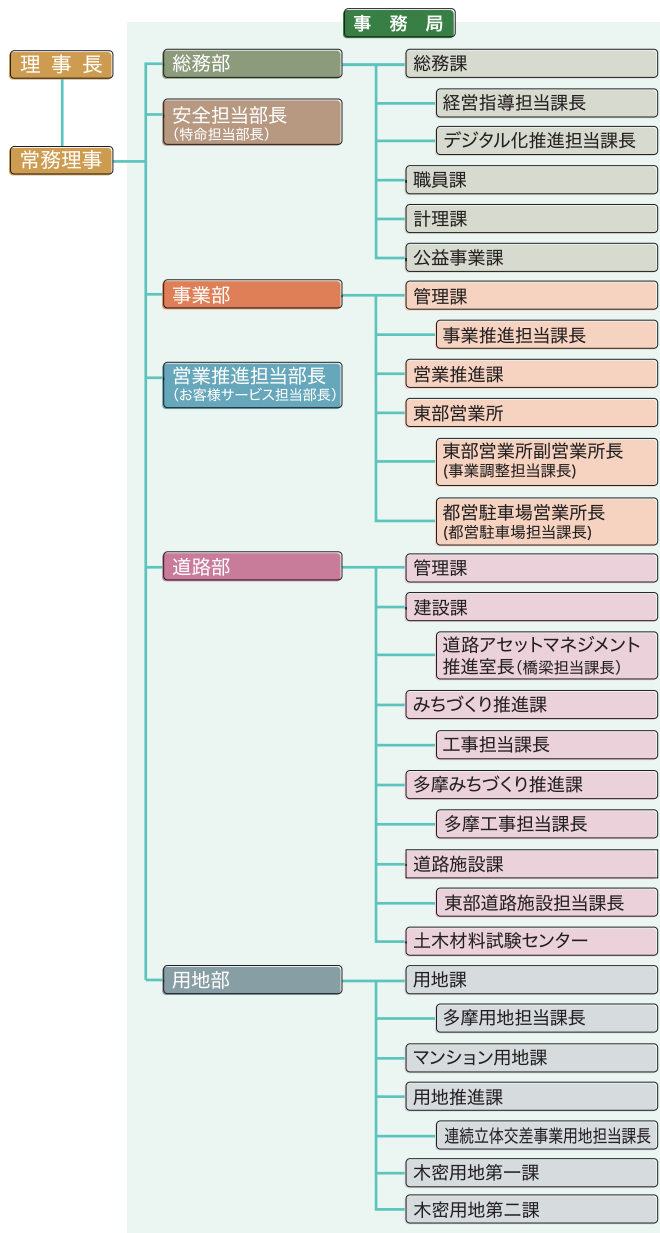 事務局
理事長
常務理事
総務部
総務課
経営指導担当課長
デジタル化推進担当課長
職員課
計理課
公益事業課
安全担当部長
（特命担当部長）
事業部
管理課
事業推進担当課長
営業推進課
東部営業所
東部営業所副営業所長
(事業調整担当課長)
都営駐車場営業所長
(都営駐車場担当課長)
営業推進担当部長
（お客様サービス担当部長）
道路部
管理課
建設課
道路アセットマネジメント
推進室長（橋梁担当課長）
みちづくり推進課
工事担当課長
多摩みちづくり推進課
多摩工事担当課長
道路施設課
東部道路施設担当課長
土木材料試験センター
用地部
用地課
多摩用地担当課長
マンション用地課
用地推進課
連続立体交差事業用地担当課長
木密用地第一課
木密用地第二課